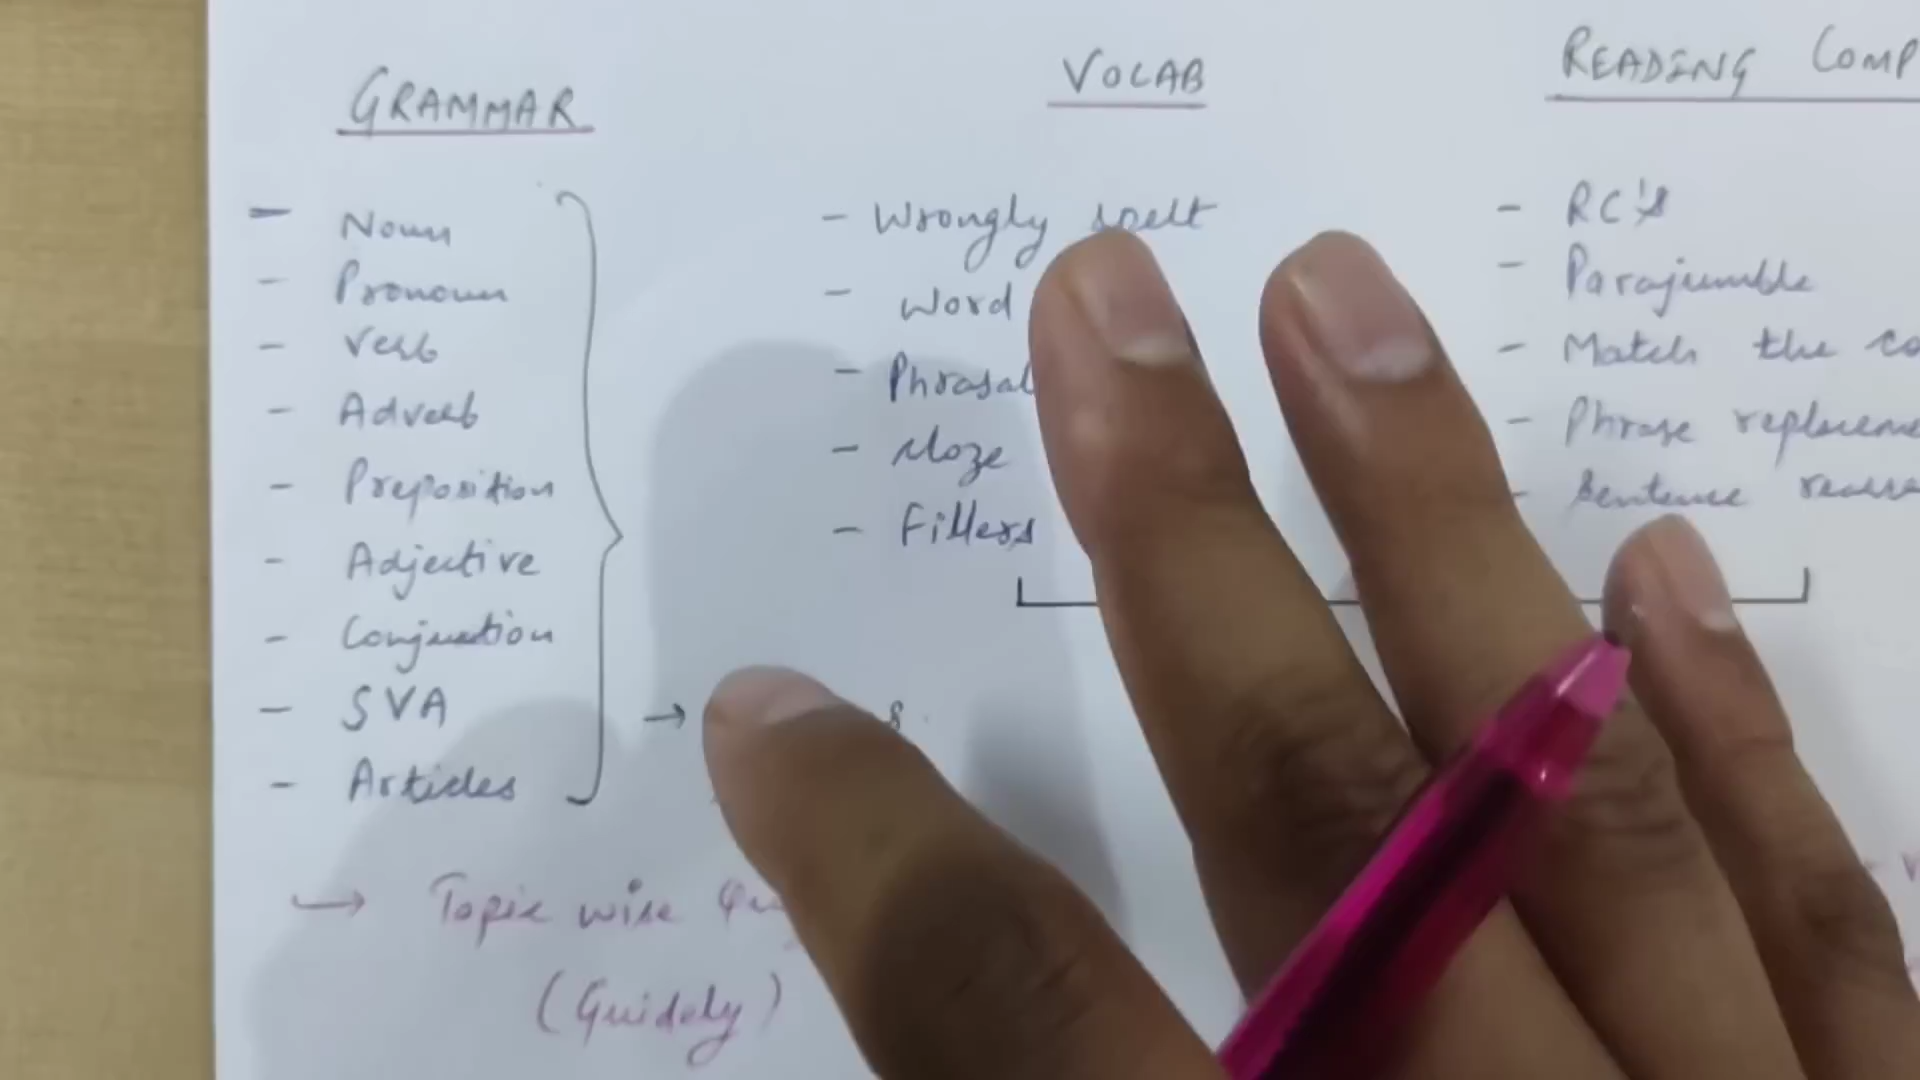 GRAMMAR
- Noun
- Pronoun
- Verb
- Adverb
- Preposition
- Adjective
- Conjunction
- SVA
- Articles
→ Topic wise
(Guidely)
VOCAB
- Wrongly spelt
- Word
- Phrasal
- Cloze
- Fillers
→
READING COMP
- RC's
- Parajumble
- Match the
- Phrase
- Sentence